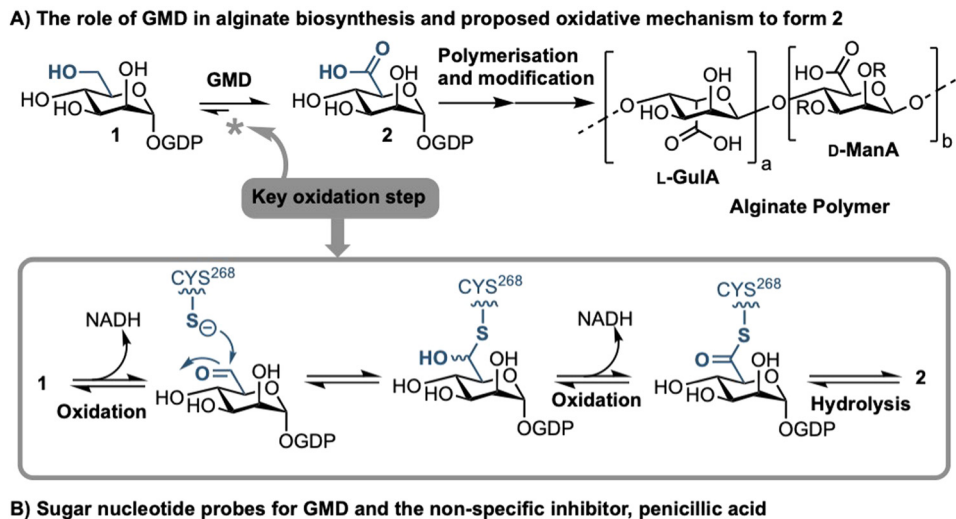 A) The role of GMD in alginate biosynthesis and proposed oxidative mechanism to form 2
HO
OH
O
HO
HO
1
OGDP
GMD
*
O
HO
OH
O
HO
HO
2
OGDP
Polymerisation
and modification
O
OH
O
HO
O
OH
a
L-GulA
O
O
HO
OR
O
RO
O
b
D-ManA
Alginate Polymer
Key oxidation step
1
NADH
Oxidation
CYS268
S⊖
O
OH
O
HO
HO
OGDP
CYS268
S
HO
OH
O
HO
HO
OGDP
NADH
Oxidation
CYS268
S
O
OH
O
HO
HO
OGDP
Hydrolysis
2
B) Sugar nucleotide probes for GMD and the non-specific inhibitor, penicillic acid